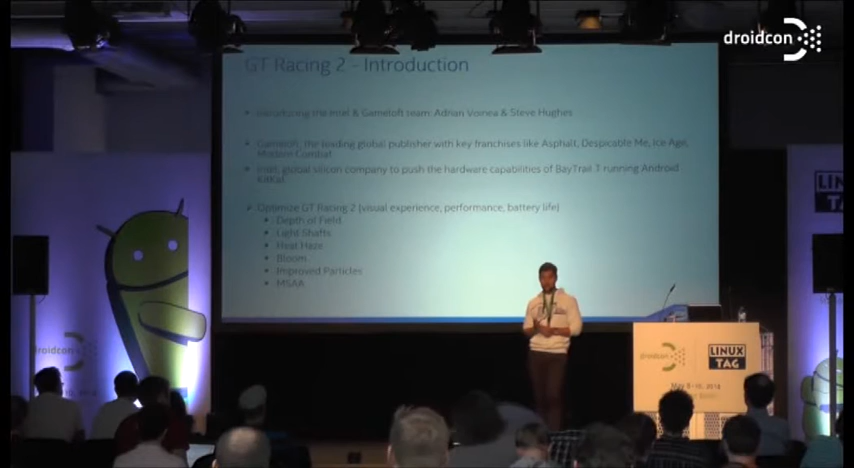 droidcon
GT Racing 2 - Introduction
Introducing the Intel & Gameloft team: Adrian Voinea & Steve Hughes
Gameloft, the leading global publisher with key franchises like Asphalt, Despicable Me, Ice Age,
Modern Combat
Intel, global silicon company to push the hardware capabilities of BayTrail T running Android
KitKat
Optimize GT Racing 2 (visual experience, performance, battery life)
Depth of Field
Light Shafts
Heat Haze
Bloom
Improved Particles
MSAA
droidcon
droidcon
LINUX
TAG
LIN
TAG